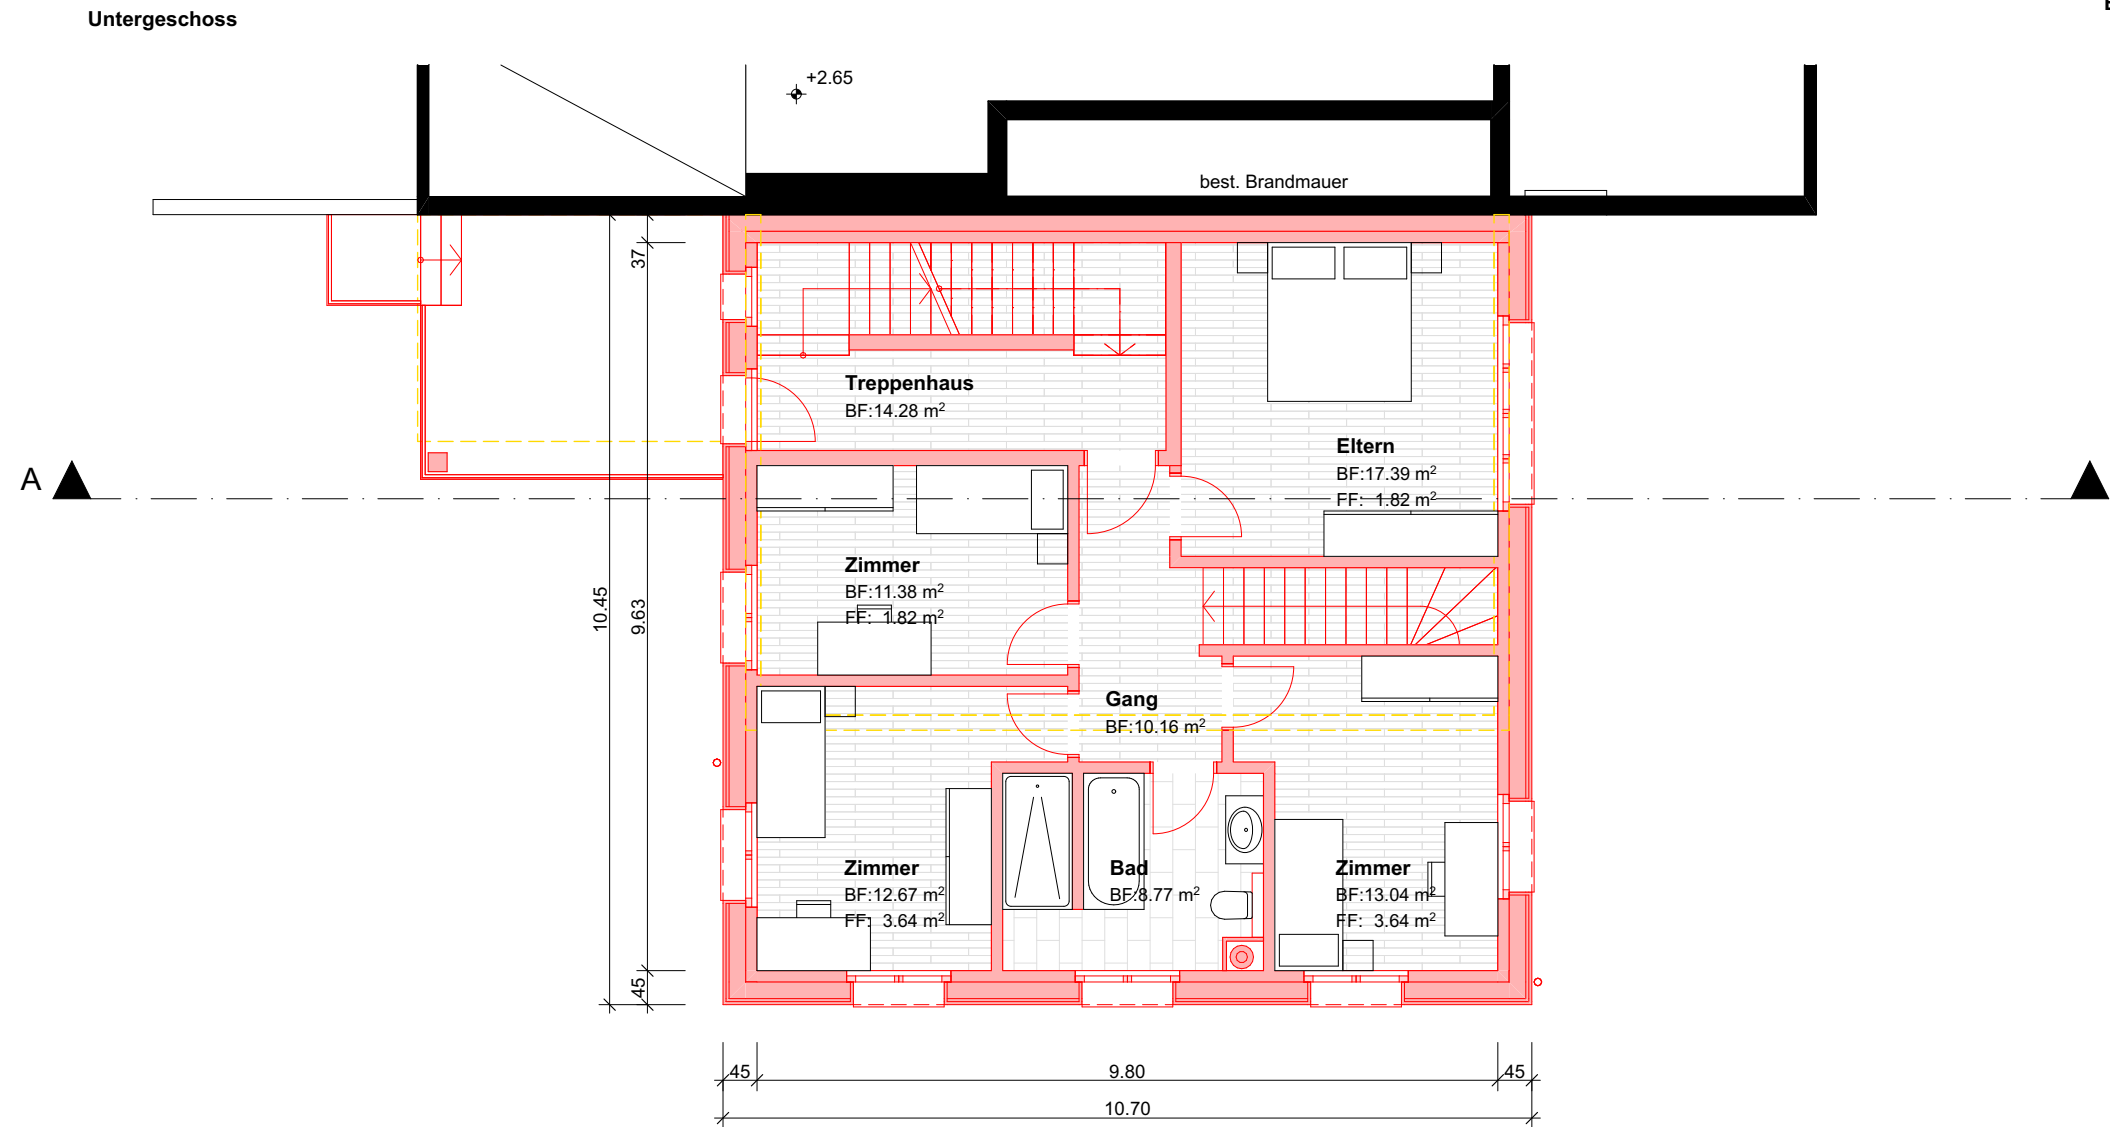 Untergeschoss
+2.65
best. Brandmauer
37
Treppenhaus
BF:14.28 m²
Eltern
BF:17.39 m²
FF: 1.82 m²
A
Zimmer
BF:11.38 m²
FF: 1.82 m²
10.45
9.63
Gang
BF:10.16 m²
Zimmer
BF:12.67 m²
FF: 3.64 m²
Bad
BF:8.77 m²
Zimmer
BF:13.04 m²
FF: 3.64 m²
45
45
9.80
45
10.70